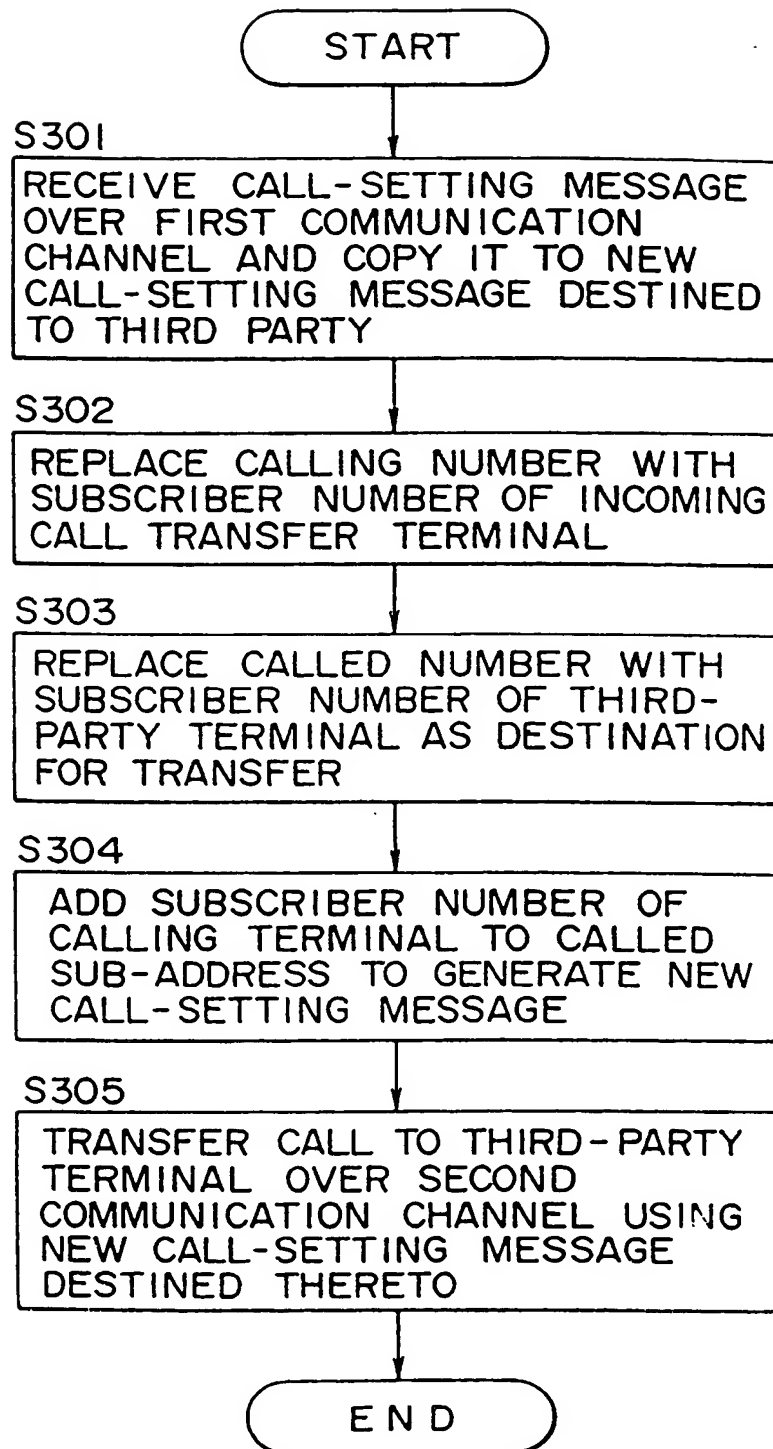 START
S301
RECEIVE CALL-SETTING MESSAGE
OVER FIRST COMMUNICATION
CHANNEL AND COPY IT TO NEW
CALL-SETTING MESSAGE DESTINED
TO THIRD PARTY
S302
REPLACE CALLING NUMBER WITH
SUBSCRIBER NUMBER OF INCOMING
CALL TRANSFER TERMINAL
S303
REPLACE CALLED NUMBER WITH
SUBSCRIBER NUMBER OF THIRD-
PARTY TERMINAL AS DESTINATION
FOR TRANSFER
S304
ADD SUBSCRIBER NUMBER OF
CALLING TERMINAL TO CALLED
SUB-ADDRESS TO GENERATE NEW
CALL-SETTING MESSAGE
S305
TRANSFER CALL TO THIRD-PARTY
TERMINAL OVER SECOND
COMMUNICATION CHANNEL USING
NEW CALL-SETTING MESSAGE
DESTINED THERETO
END